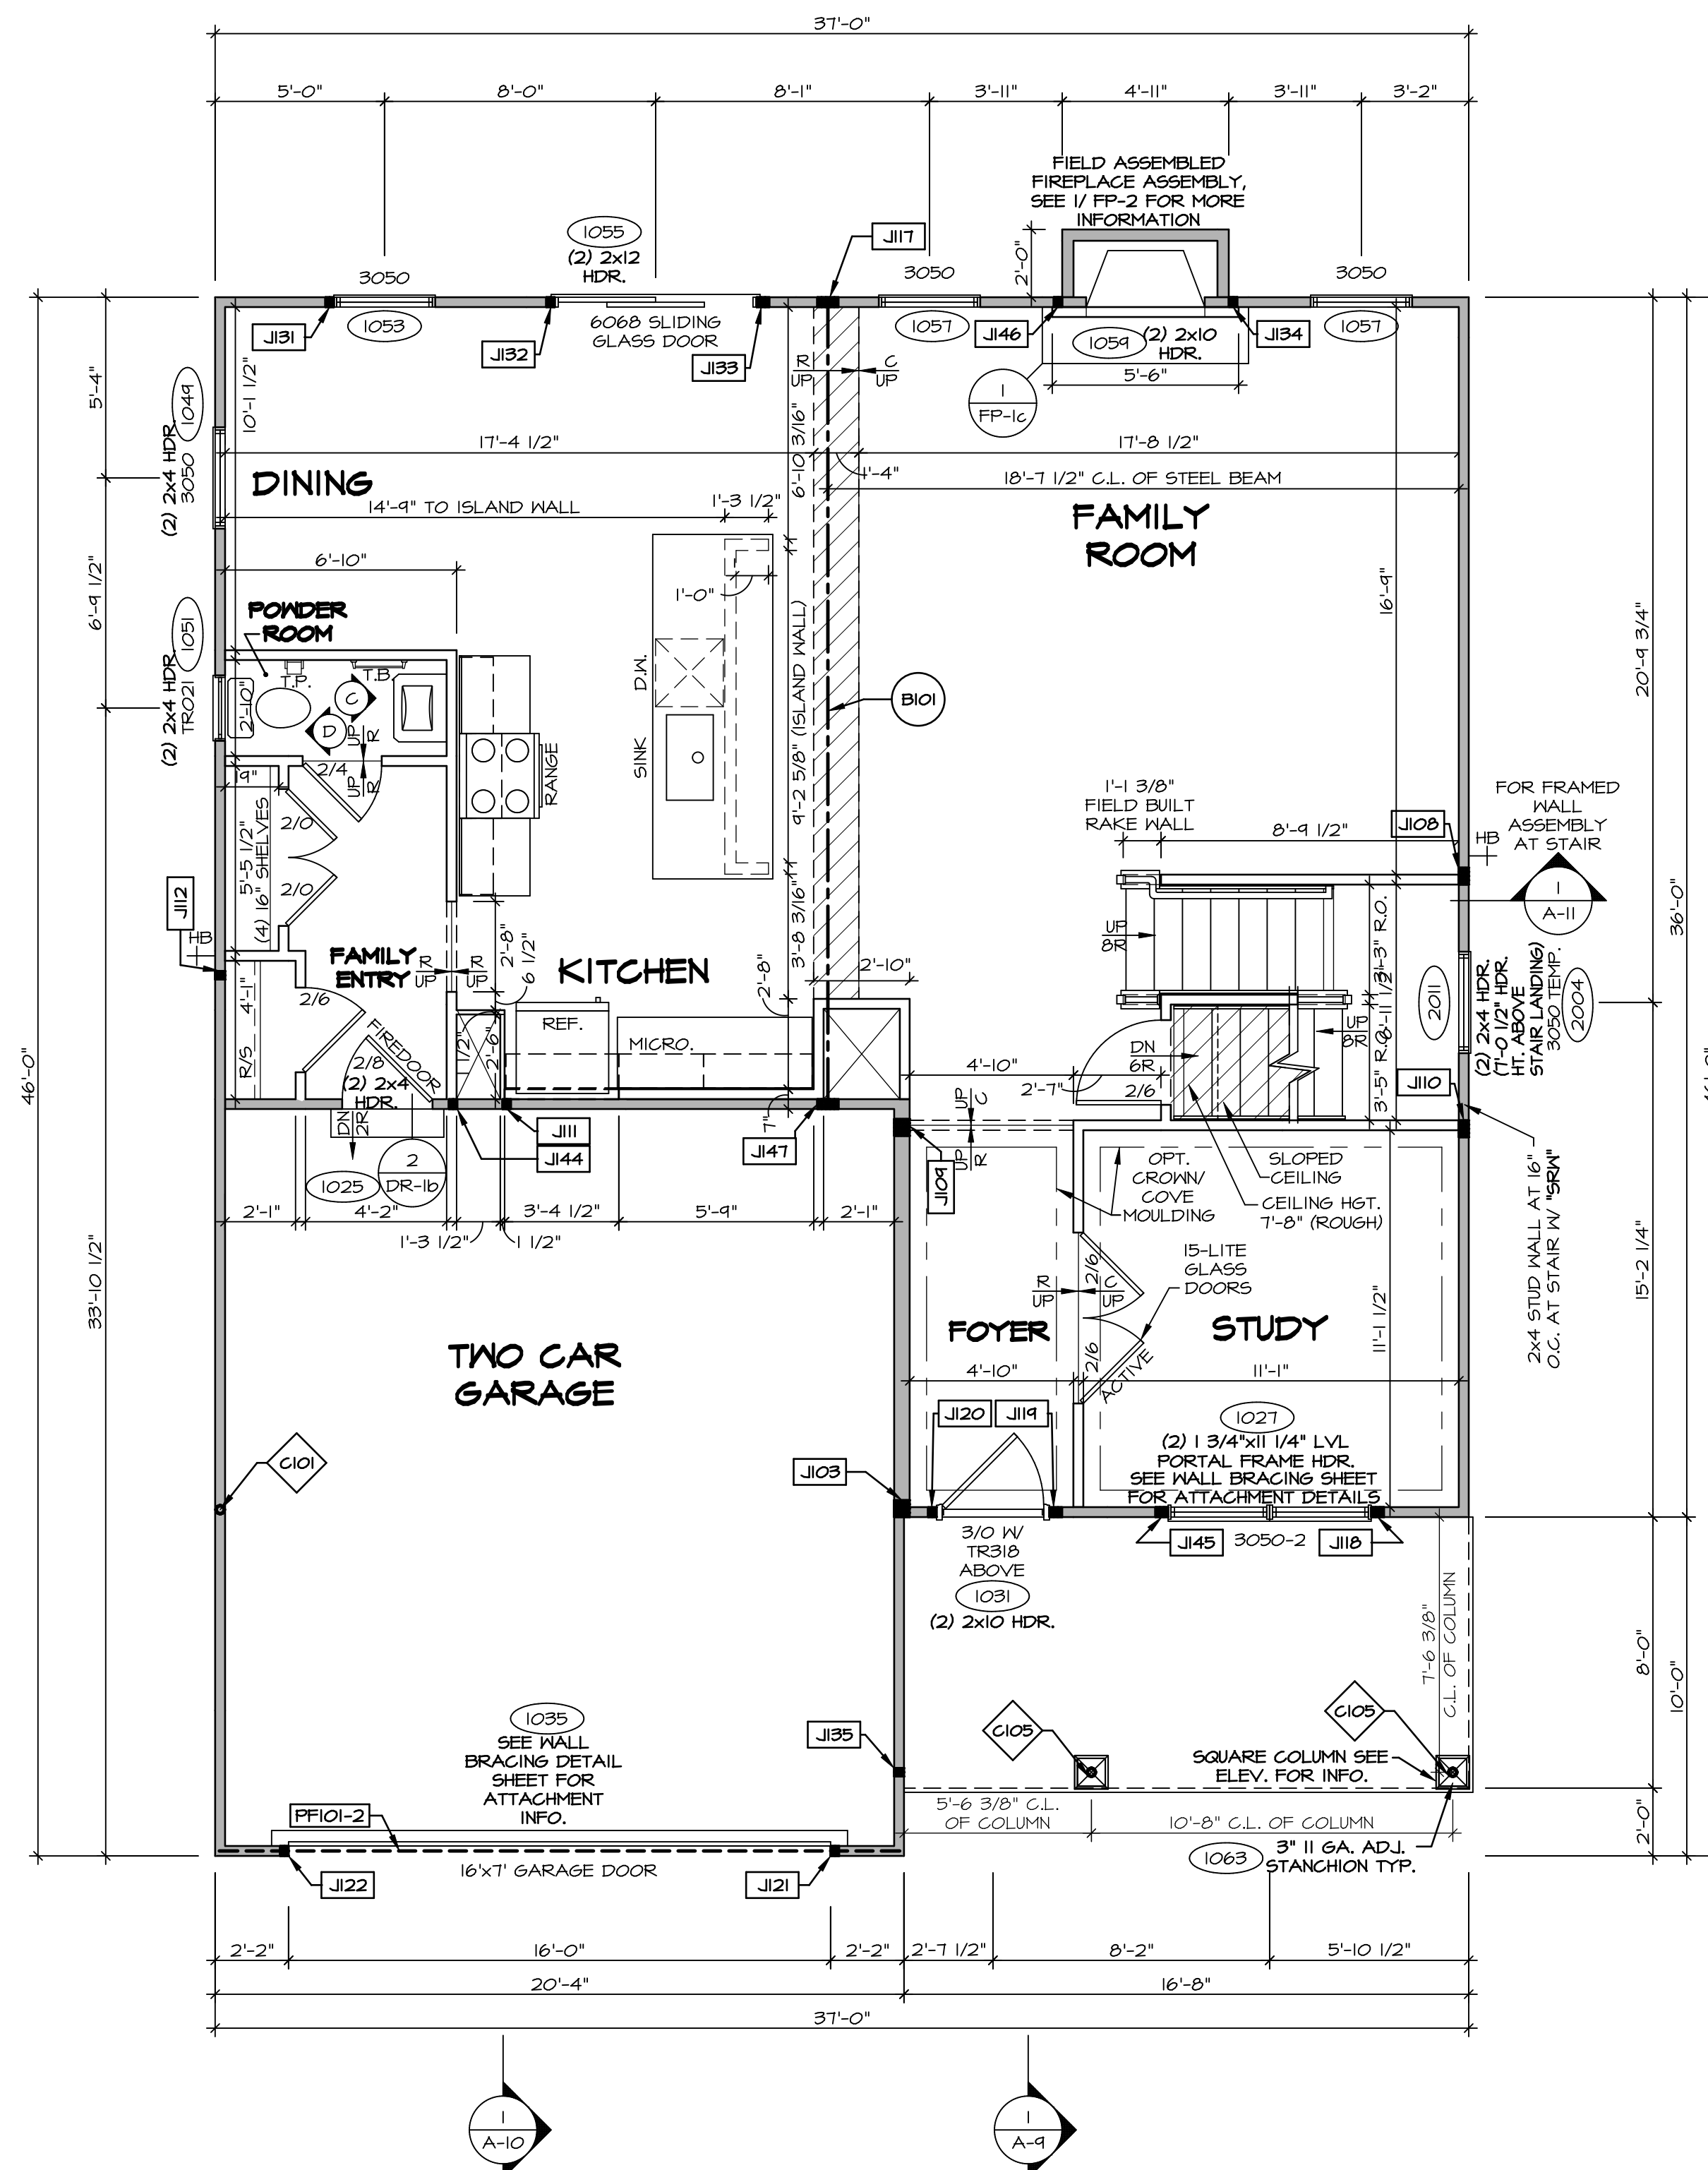 37'-0"
5'-0" 8'-0" 8'-1" 3'-11" 4'-11" 3'-11" 3'-2"
FIELD ASSEMBLED
FIREPLACE ASSEMBLY,
SEE 1/ FP-2 FOR MORE
INFORMATION
2'-0"
1055
(2) 2x12
HDR.
J117
3050
3050
3050
J131
1053
J132
6068 SLIDING
GLASS DOOR
J133
1057
J146
1059
(2) 2x10
HDR.
J134
1057
5'-6"
1
FP-1c
R
UP
C
UP
5'-4"
1049
(2) 2x4 HDR.
3050
10'-1 1/2"
6'-10 3/16"
17'-4 1/2"
17'-8 1/2"
1'-4"
18'-7 1/2" C.L. OF STEEL BEAM
DINING
14'-9" TO ISLAND WALL
1'-3 1/2"
FAMILY
ROOM
6'-10"
1'-0"
16'-9"
6'-9 1/2"
1051
(2) 2x4 HDR.
TR021
POWDER
ROOM
T.P.
T.B.
C
D
2'-10"
UP
R
UP
R
2/4
D.W.
SINK
RANGE
9'-2 5/8" (ISLAND WALL)
B101
20'-9 3/4"
19"
2/0
2/0
5'-5 1/2"
(4) 16" SHELVES
1'-1 3/8"
FIELD BUILT
RAKE WALL
8'-9 1/2"
J108
HB
FOR FRAMED
WALL
ASSEMBLY
AT STAIR
1
A-11
36'-0"
J112
HB
FAMILY
ENTRY
R
UP
R
UP
2'-8"
6 1/2"
KITCHEN
3'-8 3/16"
2'-8"
2'-10"
UP
8R
3'-3" R.O.
6'-11 1/2"
3'-5" R.O.
2011
(2) 2x4 HDR.
(7'-0 1/2" HDR.
HT. ABOVE
STAIR LANDING)
3050 TEMP.
2004
4'-1"
R/S
2/6
FIREDOOR
2/8
(2) 2x4
HDR.
1/2"
2'-6"
REF.
MICRO.
DN
6R
UP
8R
4'-10"
2'-7"
2/6
J110
46'-0"
DN
2R
J111
J144
J147
7"
UP
C
UP
R
J109
1025
2
DR-1b
OPT.
CROWN/
COVE
MOULDING
SLOPED
CEILING
CEILING HGT.
7'-8" (ROUGH)
2x4 STUD WALL AT 16"
O.C. AT STAIR W/ "SRW"
2'-1" 4'-2" 3'-4 1/2" 5'-9" 2'-1"
1'-3 1/2" 1 1/2"
15-LITE
GLASS
DOORS
2/6
R
UP
C
UP
2/6
ACTIVE
33'-10 1/2"
15'-2 1/4"
11'-1 1/2"
TWO CAR
GARAGE
FOYER
STUDY
4'-10"
11'-1"
J120
J119
1027
(2) 1 3/4"x11 1/4" LVL
PORTAL FRAME HDR.
SEE WALL BRACING SHEET
FOR ATTACHMENT DETAILS
C101
J103
3/0 W/
TR318
ABOVE
1031
(2) 2x10 HDR.
J145
3050-2
J118
7'-6 3/8"
C.L. OF COLUMN
8'-0"
10'-0"
2'-0"
1035
SEE WALL
BRACING DETAIL
SHEET FOR
ATTACHMENT
INFO.
J135
C105
C105
SQUARE COLUMN SEE
ELEV. FOR INFO.
PF101-2
5'-6 3/8" C.L.
OF COLUMN
10'-8" C.L. OF COLUMN
1063
3" 11 GA. ADJ.
STANCHION TYP.
J122
16'x7' GARAGE DOOR
J121
2'-2" 16'-0" 2'-2" 2'-7 1/2" 8'-2" 5'-10 1/2"
20'-4" 16'-8"
37'-0"
1
A-10
1
A-9